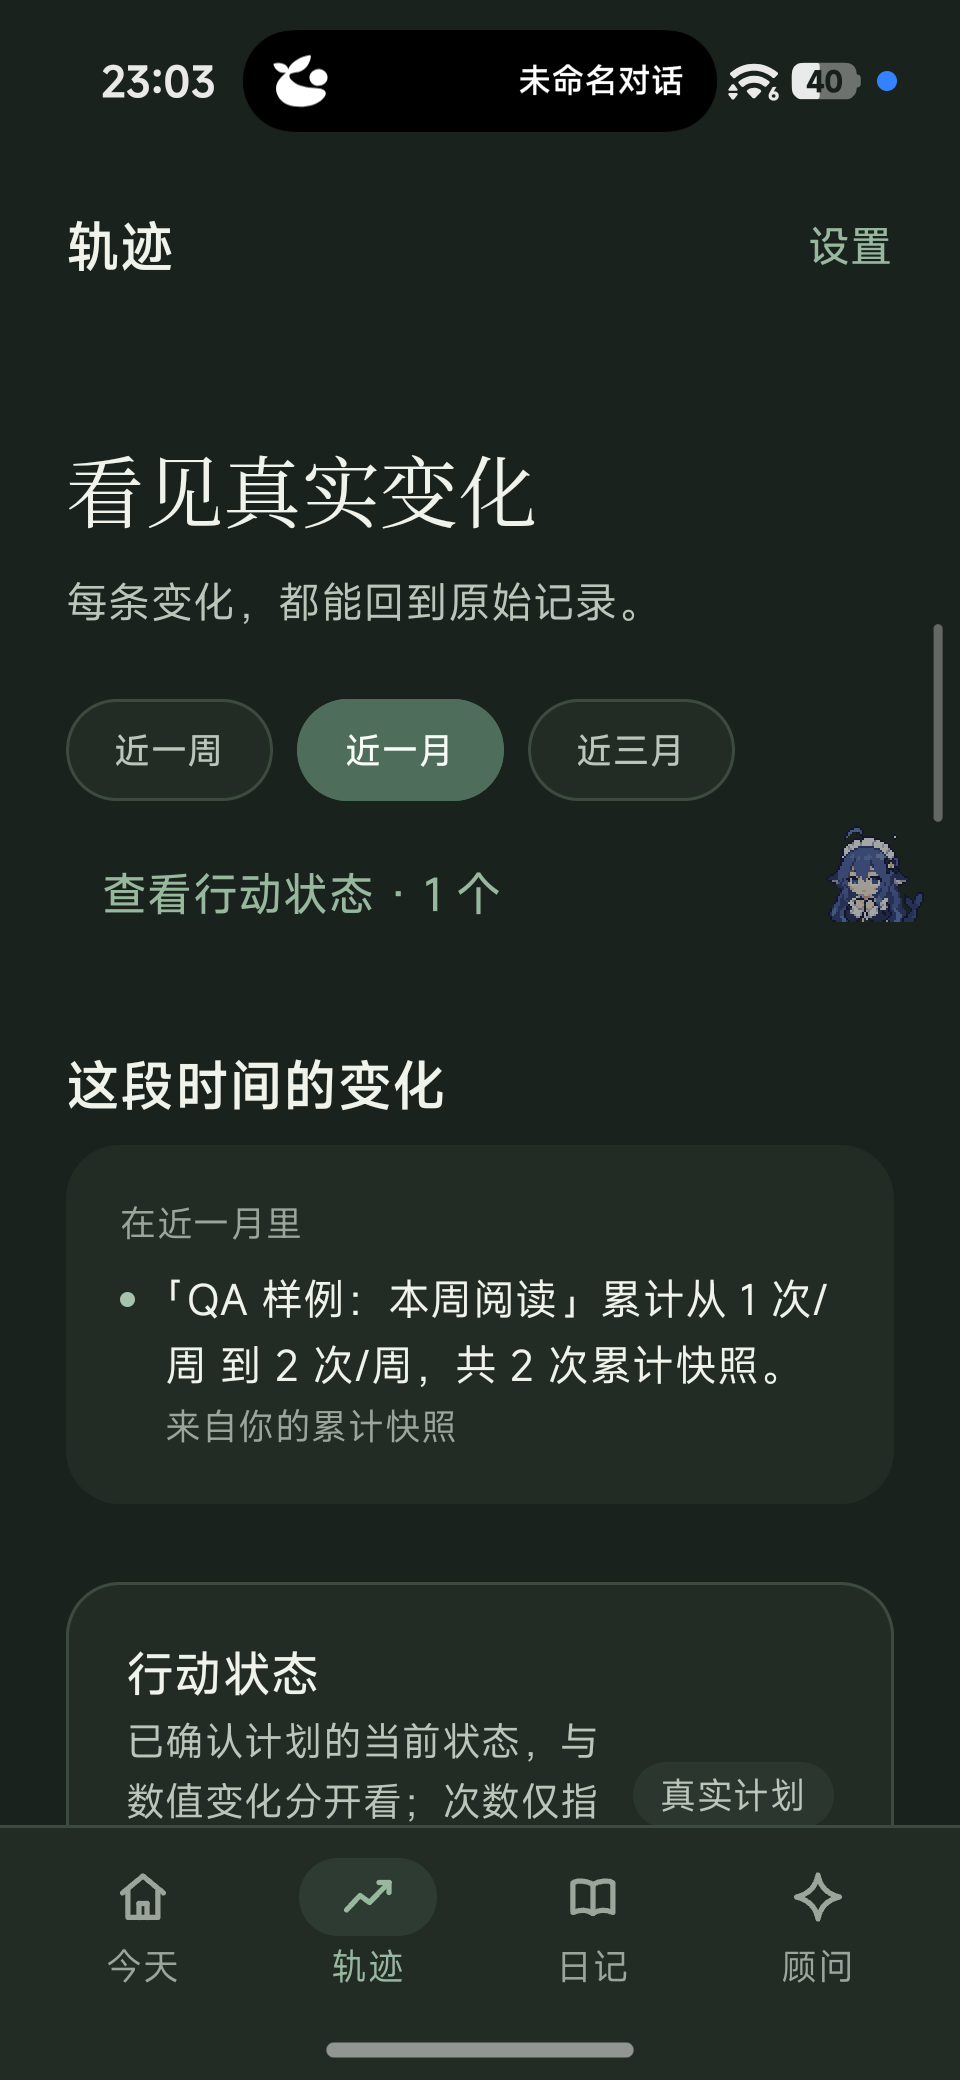 23:03
未命名对话
6
40
轨迹
设置
看见真实变化
每条变化，都能回到原始记录。
近一周
近一月
近三月
查看行动状态 · 1 个
这段时间的变化
在近一月里
「QA 样例：本周阅读」累计从 1 次/
周 到 2 次/周，共 2 次累计快照。
来自你的累计快照
行动状态
已确认计划的当前状态，与
数值变化分开看；次数仅指
真实计划
今天
轨迹
日记
顾问